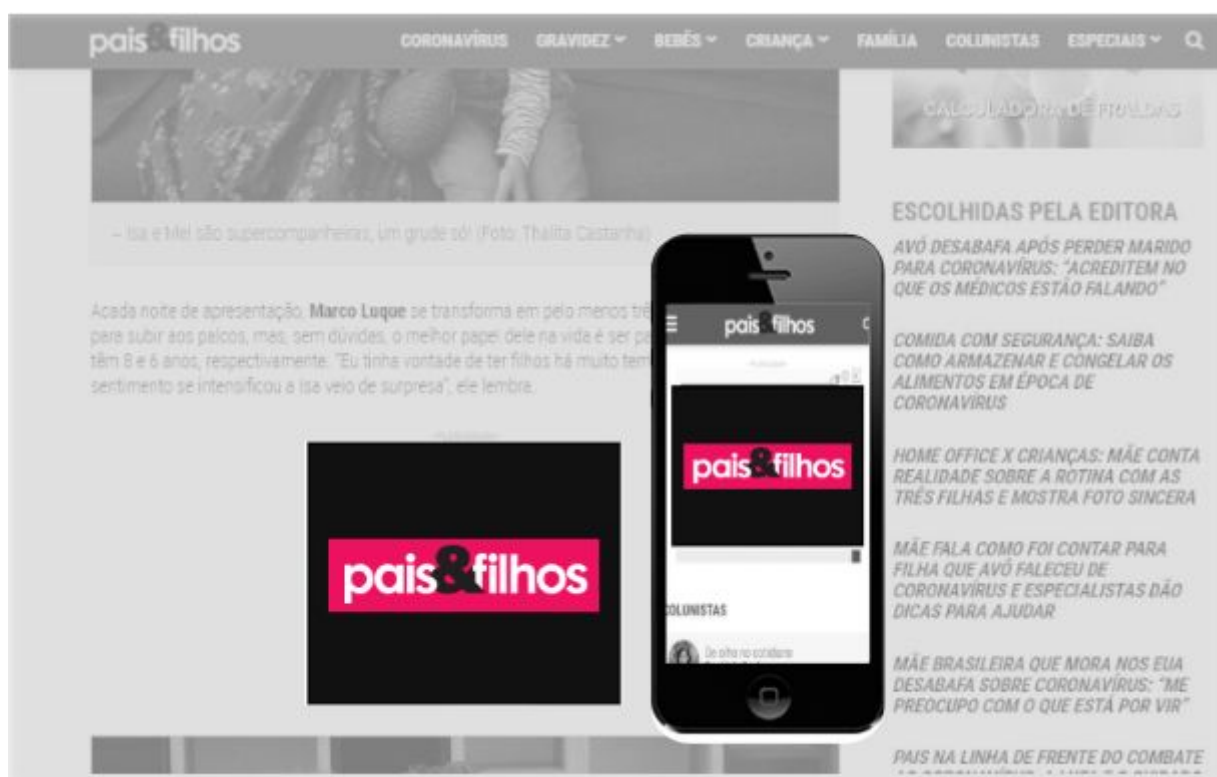 pais&filhos
CORONAVÍRUS GRAVIDEZ BEBÊS CRIANÇA FAMÍLIA COLUNISTAS ESPECIAIS
CALCULADORA DE FRALDAS
– Isa e Mel são supercompanheiras, um grude só! (Foto: Thalita Castanha)
Acada noite de apresentação, Marco Luque se transforma em pelo menos trê
para subir aos palcos, mas, sem dúvidas, o melhor papel dele na vida é ser pa
têm 8 e 6 anos, respectivamente. "Eu tinha vontade de ter filhos há muito tem
sentimento se intensificou a Isa veio de surpresa", ele lembra.
pais&filhos
pais&filhos
pais&filhos
COLUNISTAS
De olho no cotidiano
ESCOLHIDAS PELA EDITORA
AVÓ DESABAFA APÓS PERDER MARIDO
PARA CORONAVÍRUS: "ACREDITEM NO
QUE OS MÉDICOS ESTÃO FALANDO"
COMIDA COM SEGURANÇA: SAIBA
COMO ARMAZENAR E CONGELAR OS
ALIMENTOS EM ÉPOCA DE
CORONAVÍRUS
HOME OFFICE X CRIANÇAS: MÃE CONTA
REALIDADE SOBRE A ROTINA COM AS
TRÊS FILHAS E MOSTRA FOTO SINCERA
MÃE FALA COMO FOI CONTAR PARA
FILHA QUE AVÔ FALECEU DE
CORONAVÍRUS E ESPECIALISTAS DÃO
DICAS PARA AJUDAR
MÃE BRASILEIRA QUE MORA NOS EUA
DESABAFA SOBRE CORONAVÍRUS: "ME
PREOCUPO COM O QUE ESTÁ POR VIR"
PAIS NA LINHA DE FRENTE DO COMBATE